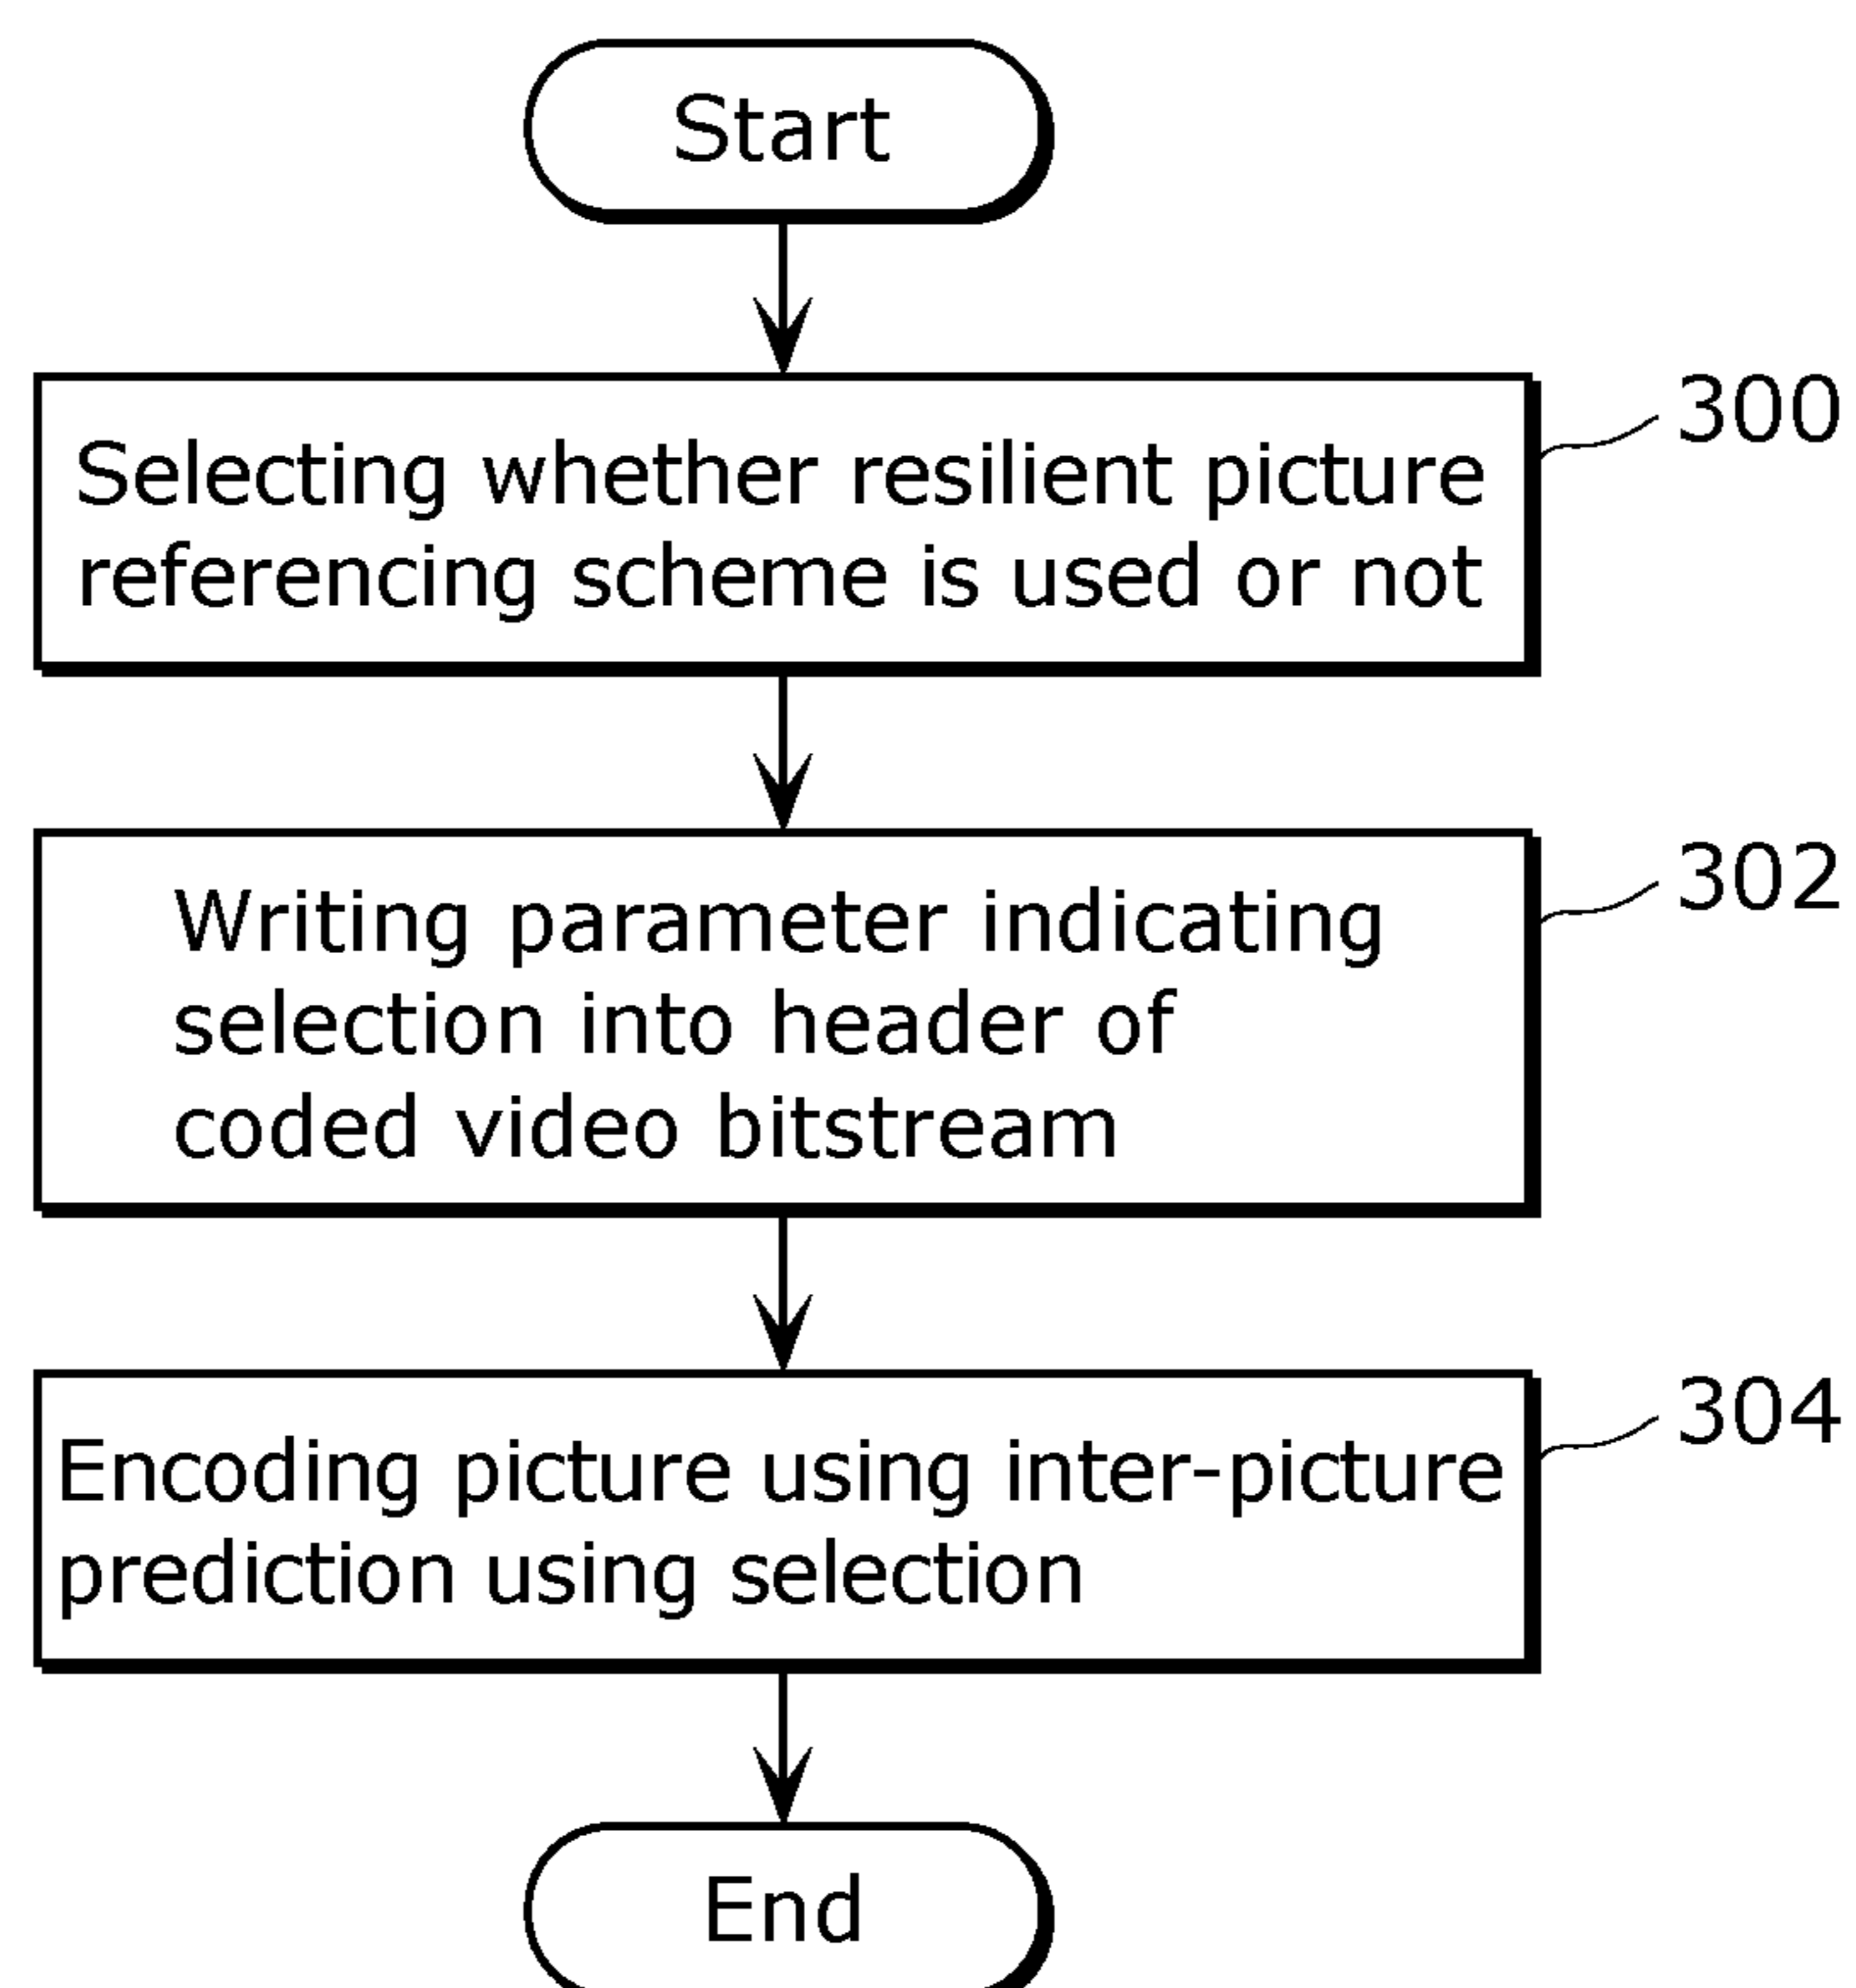 Start
300
Selecting whether resilient picture
referencing scheme is used or not
302
Writing parameter indicating
selection into header of
coded video bitstream
304
Encoding picture using inter-picture
prediction using selection
End